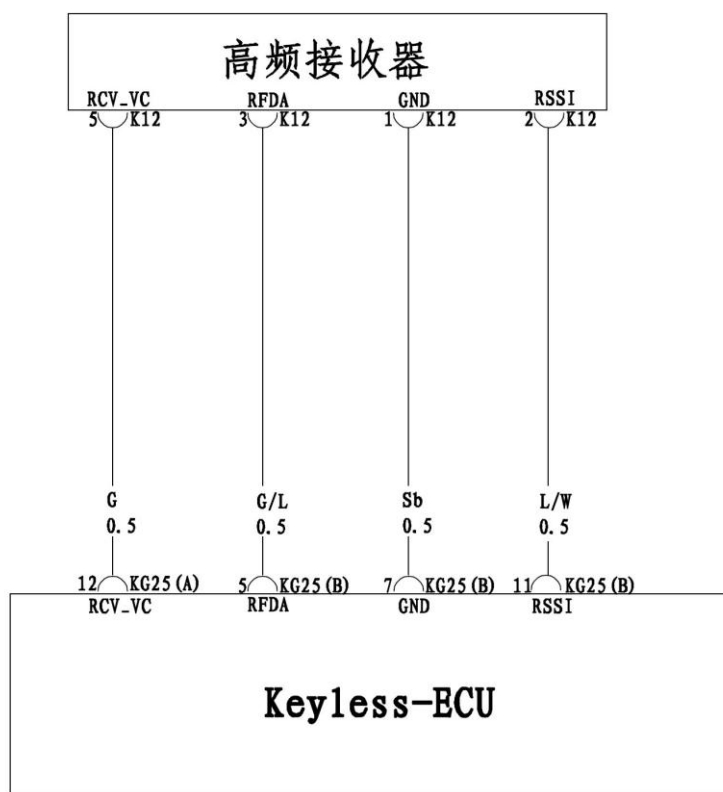 高频接收器
RCV_VC RFDA GND RSSI
5 K12 3 K12 1 K12 2 K12
G G/L Sb L/W
0.5 0.5 0.5 0.5
12 KG25(A) 5 KG25(B) 7 KG25(B) 11 KG25(B)
RCV_VC RFDA GND RSSI
Keyless-ECU